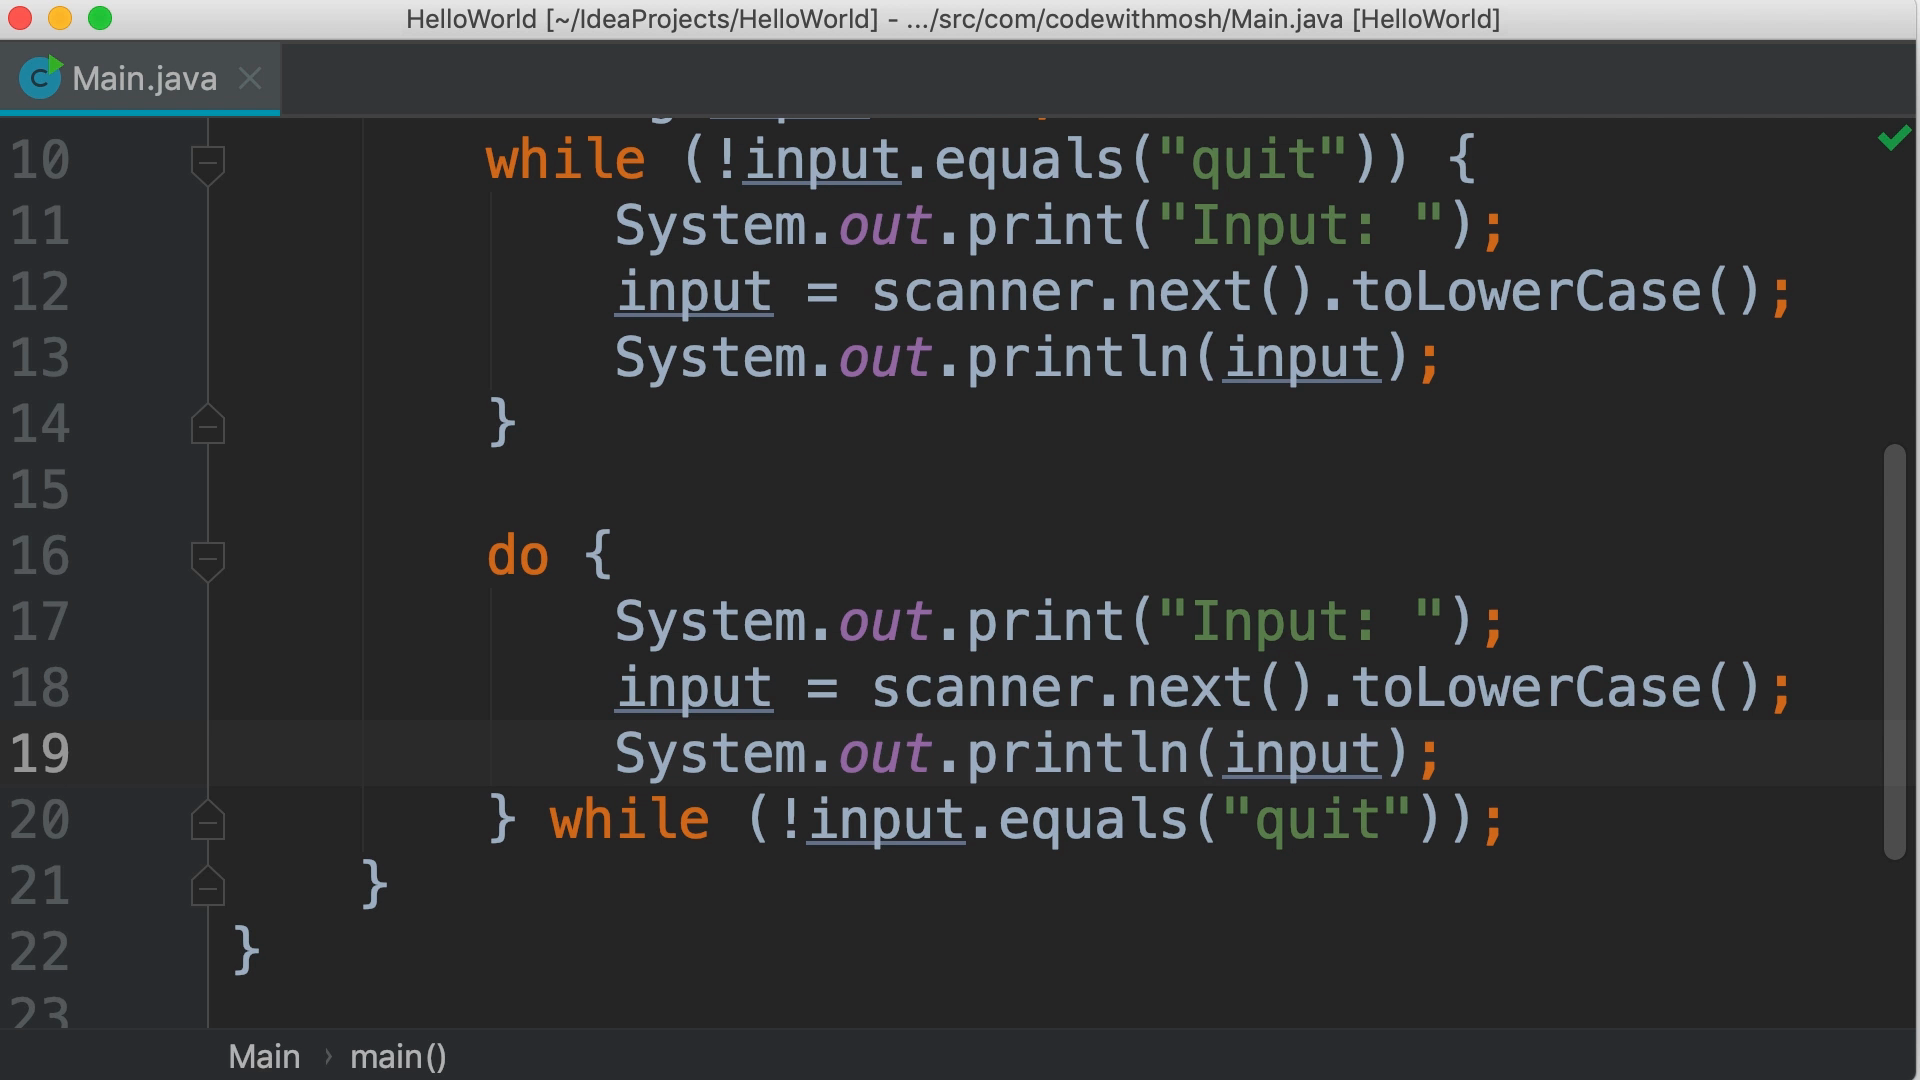 HelloWorld [~/IdeaProjects/HelloWorld] - .../src/com/codewithmosh/Main.java [HelloWorld]
C Main.java
10 while (!input.equals("quit")) {
11 System.out.print("Input: ");
12 input = scanner.next().toLowerCase();
13 System.out.println(input);
14 }
15
16 do {
17 System.out.print("Input: ");
18 input = scanner.next().toLowerCase();
19 System.out.println(input);
20 } while (!input.equals("quit"));
21 }
22 }
23
Main › main()